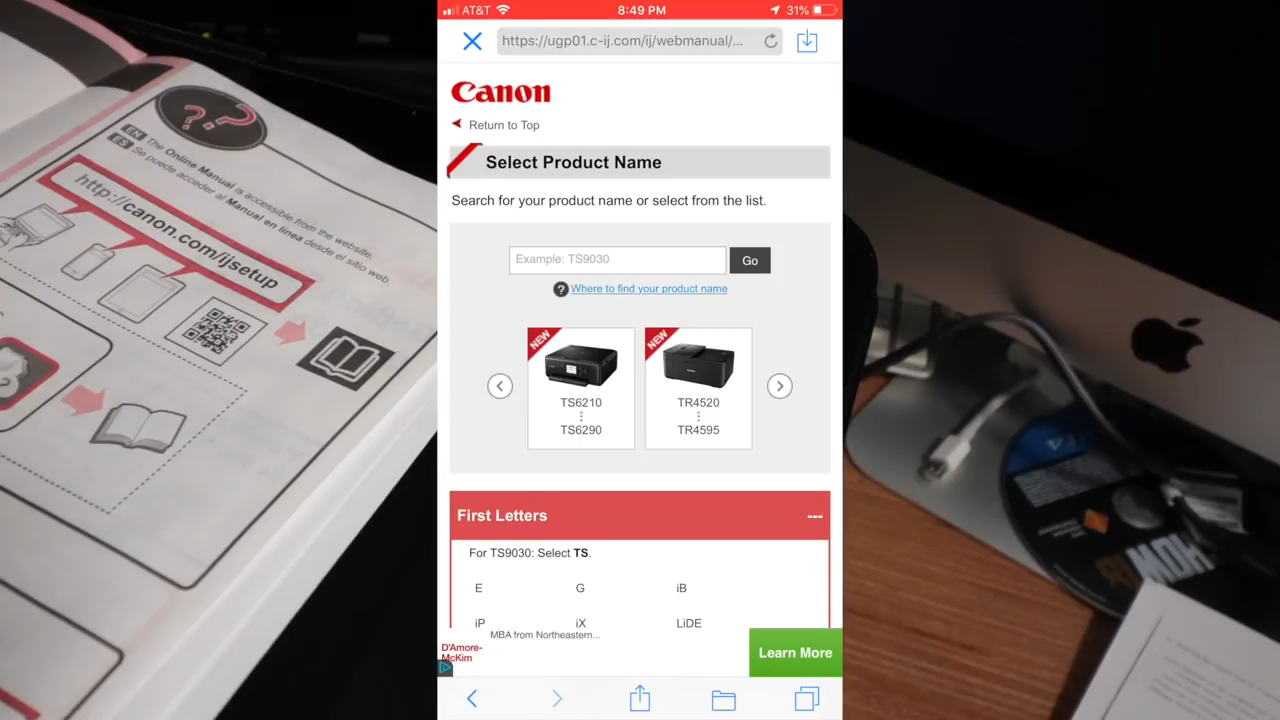 ??
EN The Online Manual is accessible from the website.
ES Se puede acceder al Manual en línea desde el sitio web.
http://canon.com/ijsetup
AT&T
8:49 PM
31%
https://ugp01.c-ij.com/ij/webmanual/...
Canon
Return to Top
Select Product Name
Search for your product name or select from the list.
Example: TS9030
Go
? Where to find your product name
NEW
TS6210
TS6290
NEW
TR4520
TR4595
First Letters
---
For TS9030: Select TS.
E
G
iB
iP
iX
LiDE
MBA from Northeastern...
D'Amore-
McKim
Learn More